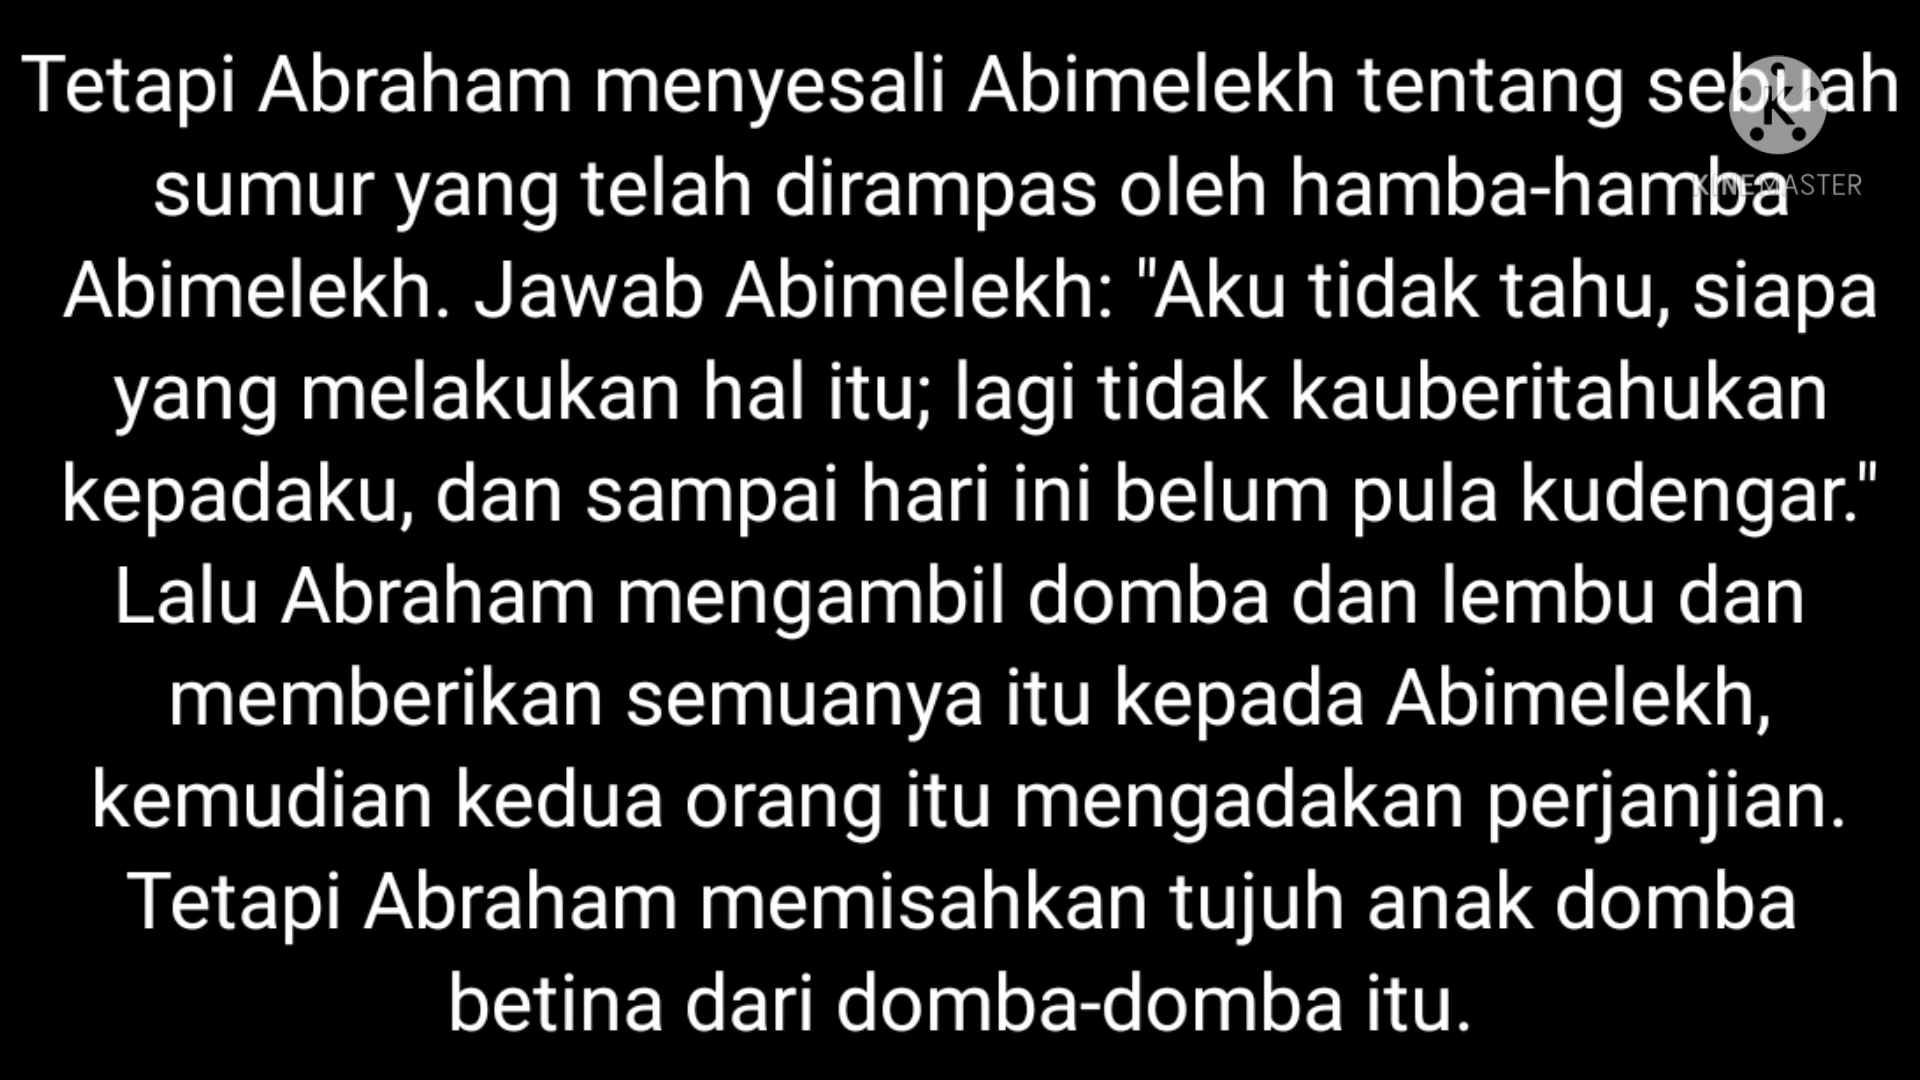 Tetapi Abraham menyesali Abimelekh tentang sebuah
sumur yang telah dirampas oleh hamba-hamba
Abimelekh. Jawab Abimelekh: "Aku tidak tahu, siapa
yang melakukan hal itu; lagi tidak kauberitahukan
kepadaku, dan sampai hari ini belum pula kudengar."
Lalu Abraham mengambil domba dan lembu dan
memberikan semuanya itu kepada Abimelekh,
kemudian kedua orang itu mengadakan perjanjian.
Tetapi Abraham memisahkan tujuh anak domba
betina dari domba-domba itu.
K
KINEMASTER